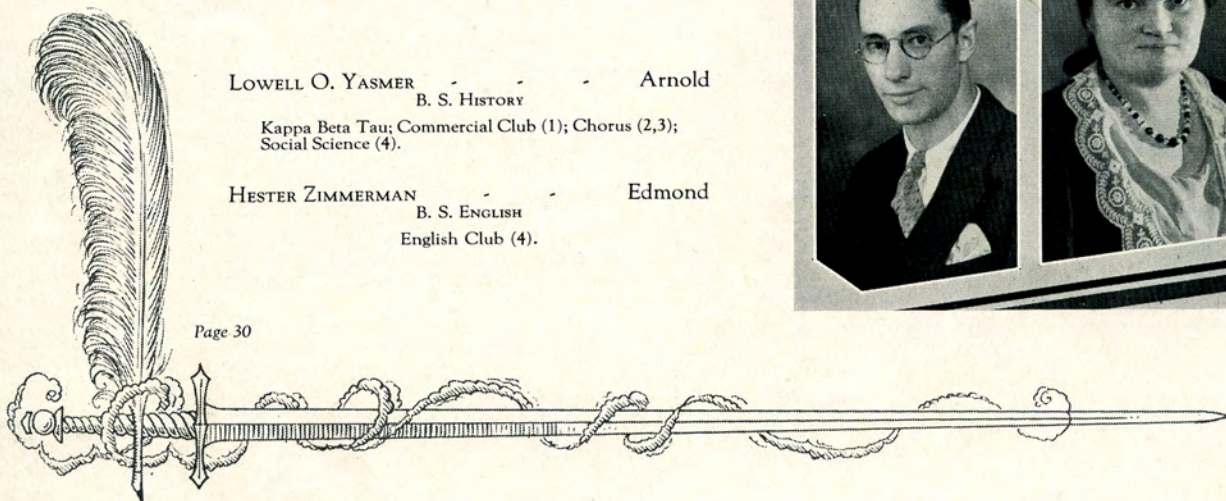 LOWELL O. YASMER - - - Arnold
B. S. HISTORY
Kappa Beta Tau; Commercial Club (1); Chorus (2,3);
Social Science (4).
HESTER ZIMMERMAN - - Edmond
B. S. ENGLISH
English Club (4).
Page 30